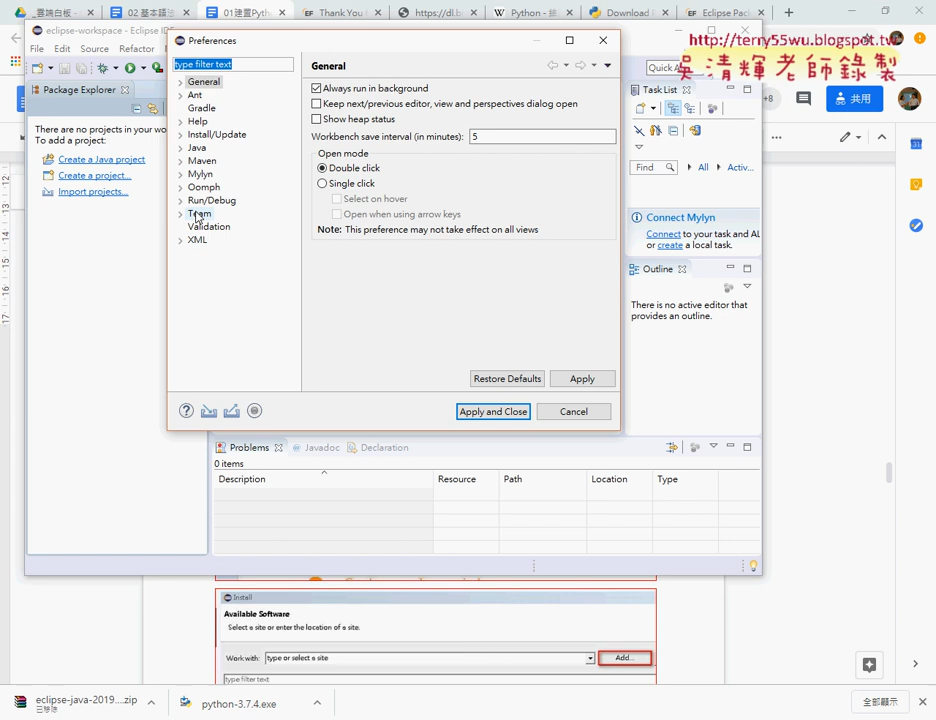 _雲端白板
02 基本語法
01建置Pyth
Thank You
https://dl.b
Python - 維
Download P
Eclipse Pac
eclipse-workspace - Eclipse IDE
File Edit Source Refactor
http://terry55wu.blogspot.tw
吳清輝老師錄製
Quick A
Package Explorer
There are no projects in your wo
To add a project:
Create a Java project
Create a project...
Import projects...
Preferences
type filter text
General
Ant
Gradle
Help
Install/Update
Java
Maven
Mylyn
Oomph
Run/Debug
Team
Validation
XML
General
Always run in background
Keep next/previous editor, view and perspectives dialog open
Show heap status
Workbench save interval (in minutes): 5
Open mode
Double click
Single click
Select on hover
Open when using arrow keys
Note: This preference may not take effect on all views
Restore Defaults Apply
Apply and Close Cancel
Task List
Find All Activ...
Connect Mylyn
Connect to your task and AL
or create a local task.
Outline
There is no active editor that
provides an outline.
+8
共用
Problems Javadoc Declaration
0 items
Description Resource Path Location Type
Install
Available Software
Select a site or enter the location of a site.
Work with: type or select a site Add...
type filter text
eclipse-java-2019....zip
已移除
python-3.7.4.exe
全部顯示